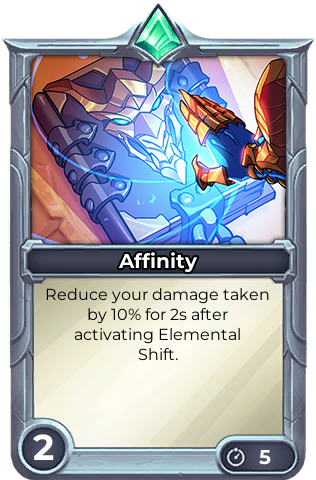 Affinity
Reduce your damage taken
by 10% for 2s after
activating Elemental
Shift.
2
5